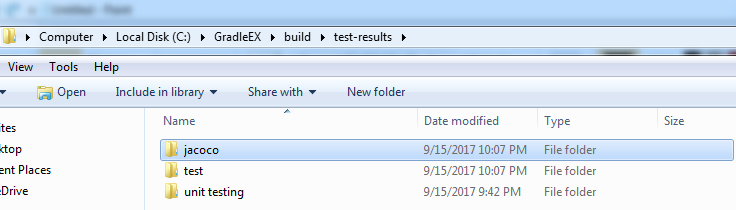 Computer Local Disk (C:) GradleEX build test-results
View Tools Help
Open Include in library Share with New folder
Name Date modified Type Size
jacoco 9/15/2017 10:07 PM File folder
test 9/15/2017 10:07 PM File folder
unit testing 9/15/2017 9:42 PM File folder
ites
ktop
ent Places
eDrive